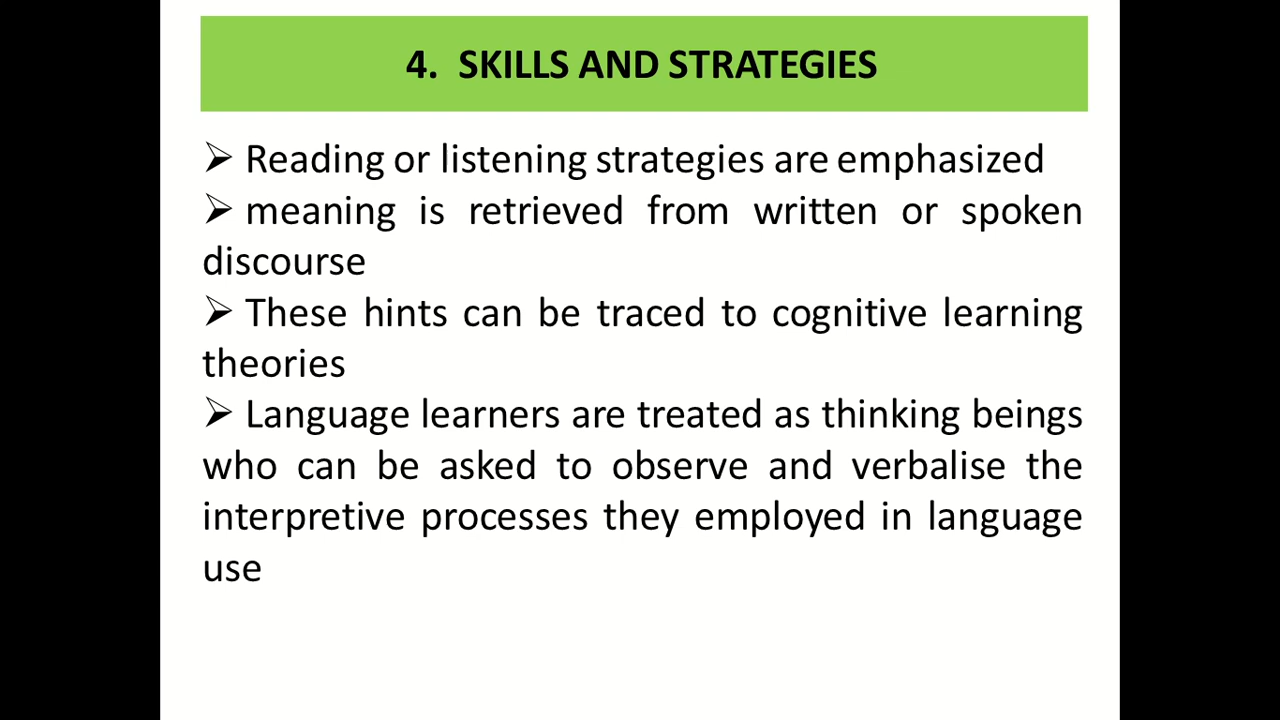 4. SKILLS AND STRATEGIES
➢ Reading or listening strategies are emphasized
➢ meaning is retrieved from written or spoken
discourse
➢ These hints can be traced to cognitive learning
theories
➢ Language learners are treated as thinking beings
who can be asked to observe and verbalise the
interpretive processes they employed in language
use